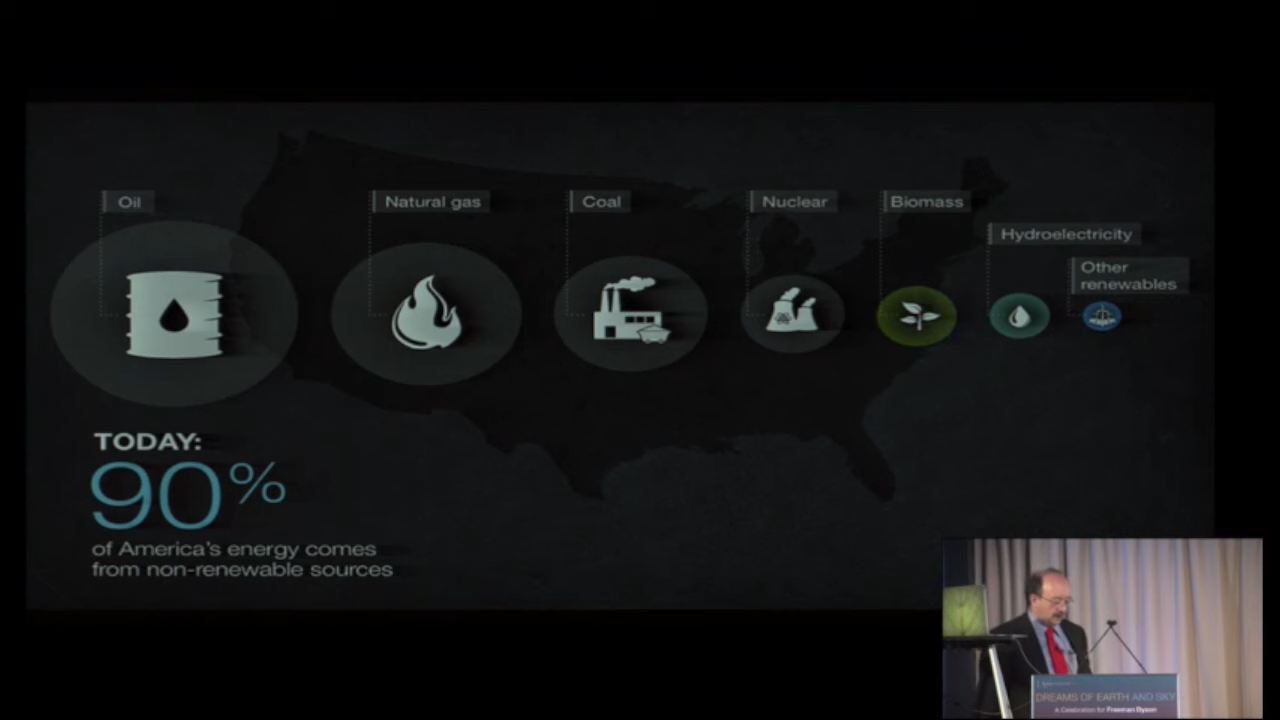 Oil
Natural gas
Coal
Nuclear
Biomass
Hydroelectricity
Other
renewables
TODAY:
90%
of America's energy comes
from non-renewable sources
DREAMS OF EARTH AND SKY
A Celebration for Freeman Dyson